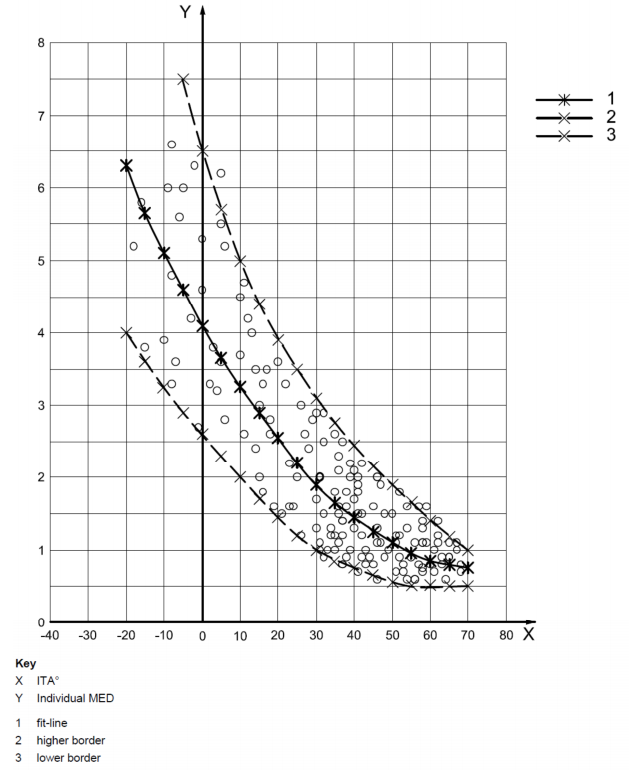 Y
8
7
6
5
4
3
2
1
0
-40 -30 -20 -10 0 10 20 30 40 50 60 70 80 X
1
2
3
Key
X ITA°
Y Individual MED
1 fit-line
2 higher border
3 lower border